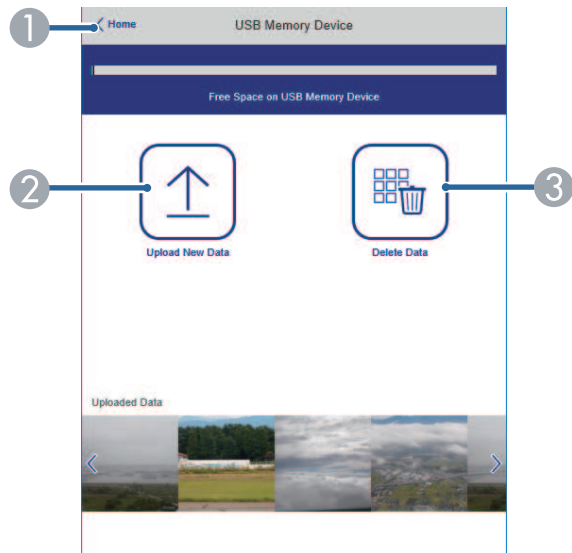 1
Home
USB Memory Device
Free Space on USB Memory Device
2
3
Upload New Data
Delete Data
Uploaded Data